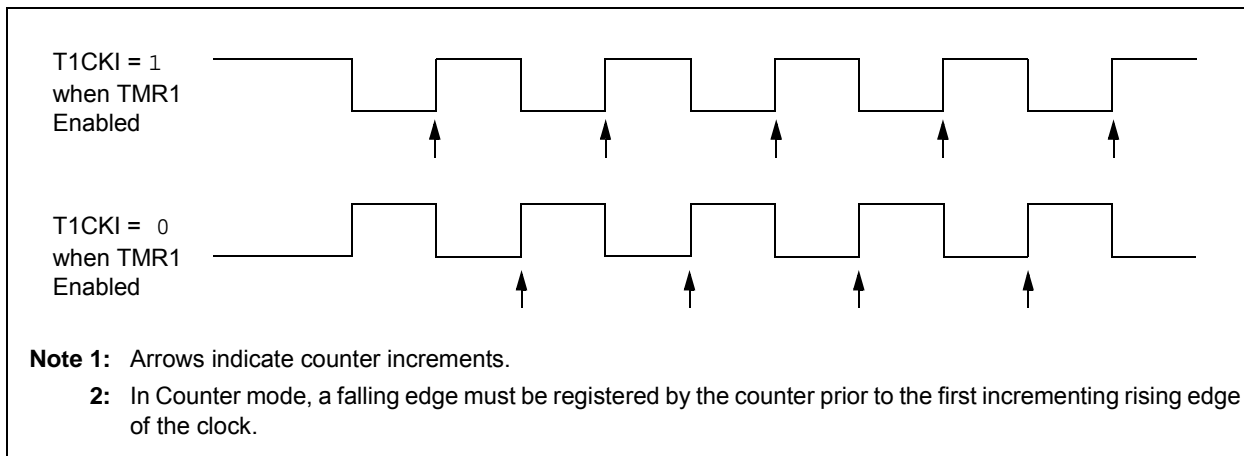 T1CKI = 1
when TMR1
Enabled
T1CKI = 0
when TMR1
Enabled
Note 1: Arrows indicate counter increments.
2: In Counter mode, a falling edge must be registered by the counter prior to the first incrementing rising edge
of the clock.